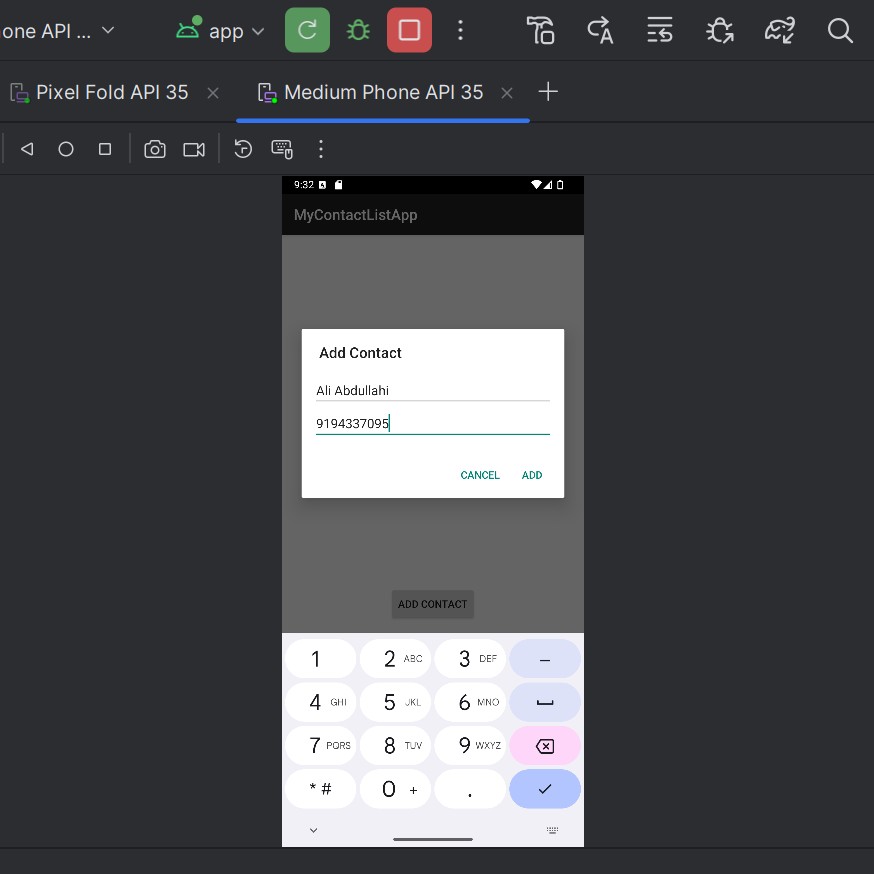 one API ...
app
Pixel Fold API 35
Medium Phone API 35
9:32
MyContactListApp
Add Contact
Ali Abdullahi
9194337095
CANCEL ADD
ADD CONTACT
1 2 ABC 3 DEF –
4 GHI 5 JKL 6 MNO
7 PQRS 8 TUV 9 WXYZ
* # 0 + .